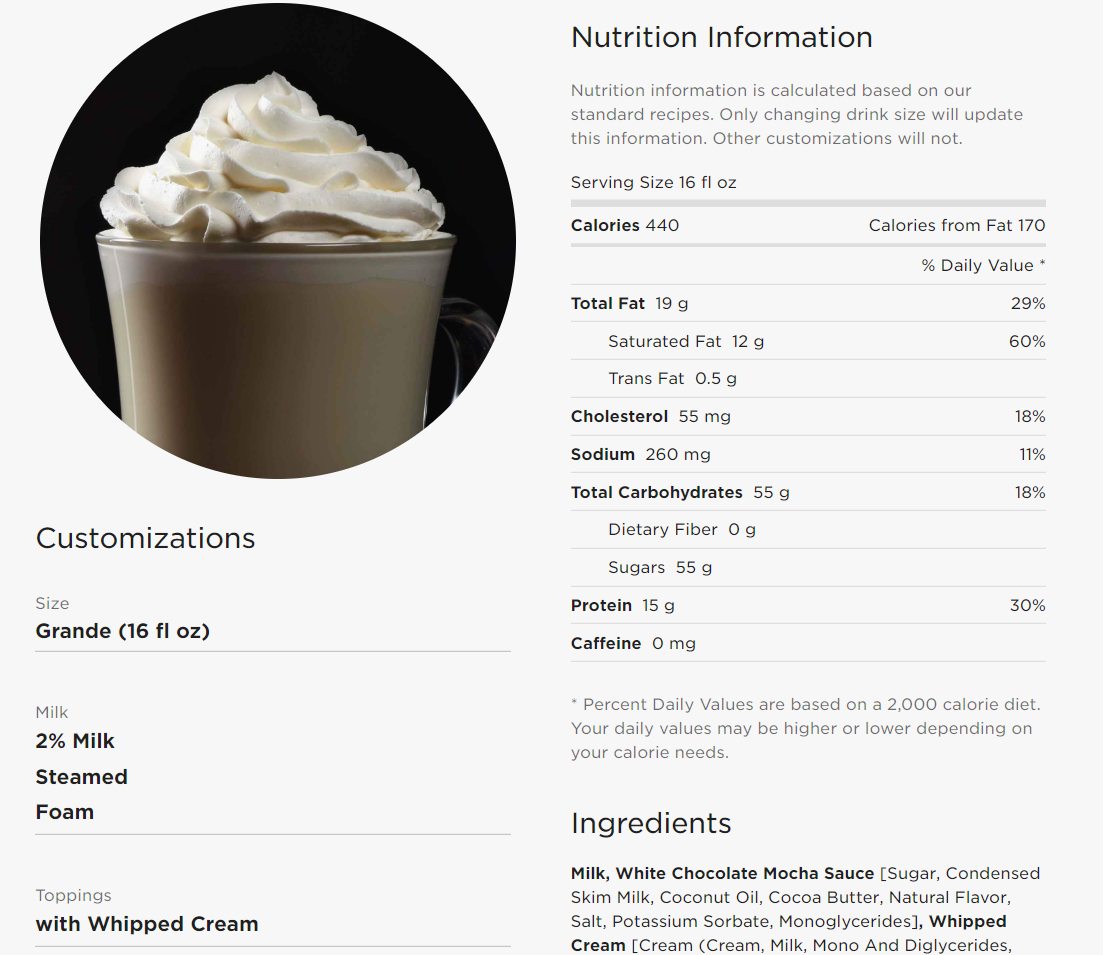 Nutrition Information
Nutrition information is calculated based on our
standard recipes. Only changing drink size will update
this information. Other customizations will not.
Serving Size 16 fl oz
Calories 440 Calories from Fat 170
% Daily Value *
Total Fat 19 g 29%
Saturated Fat 12 g 60%
Trans Fat 0.5 g
Cholesterol 55 mg 18%
Sodium 260 mg 11%
Total Carbohydrates 55 g 18%
Dietary Fiber 0 g
Sugars 55 g
Protein 15 g 30%
Caffeine 0 mg
* Percent Daily Values are based on a 2,000 calorie diet.
Your daily values may be higher or lower depending on
your calorie needs.
Ingredients
Milk, White Chocolate Mocha Sauce [Sugar, Condensed
Skim Milk, Coconut Oil, Cocoa Butter, Natural Flavor,
Salt, Potassium Sorbate, Monoglycerides], Whipped
Cream [Cream (Cream, Milk, Mono And Diglycerides,
Customizations
Size
Grande (16 fl oz)
Milk
2% Milk
Steamed
Foam
Toppings
with Whipped Cream